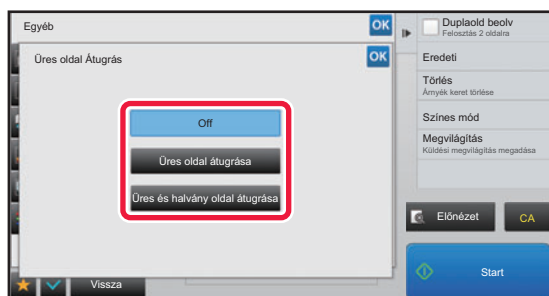 Egyéb
OK
Üres oldal Átugrás
OK
Off
Üres oldal átugrása
Üres és halvány oldal átugrása
Vissza
Duplaold beolv
Felosztás 2 oldalra
Eredeti
Törlés
Árnyék keret törlése
Színes mód
Megvilágítás
Küldési megvilágítás megadása
Előnézet
CA
Start